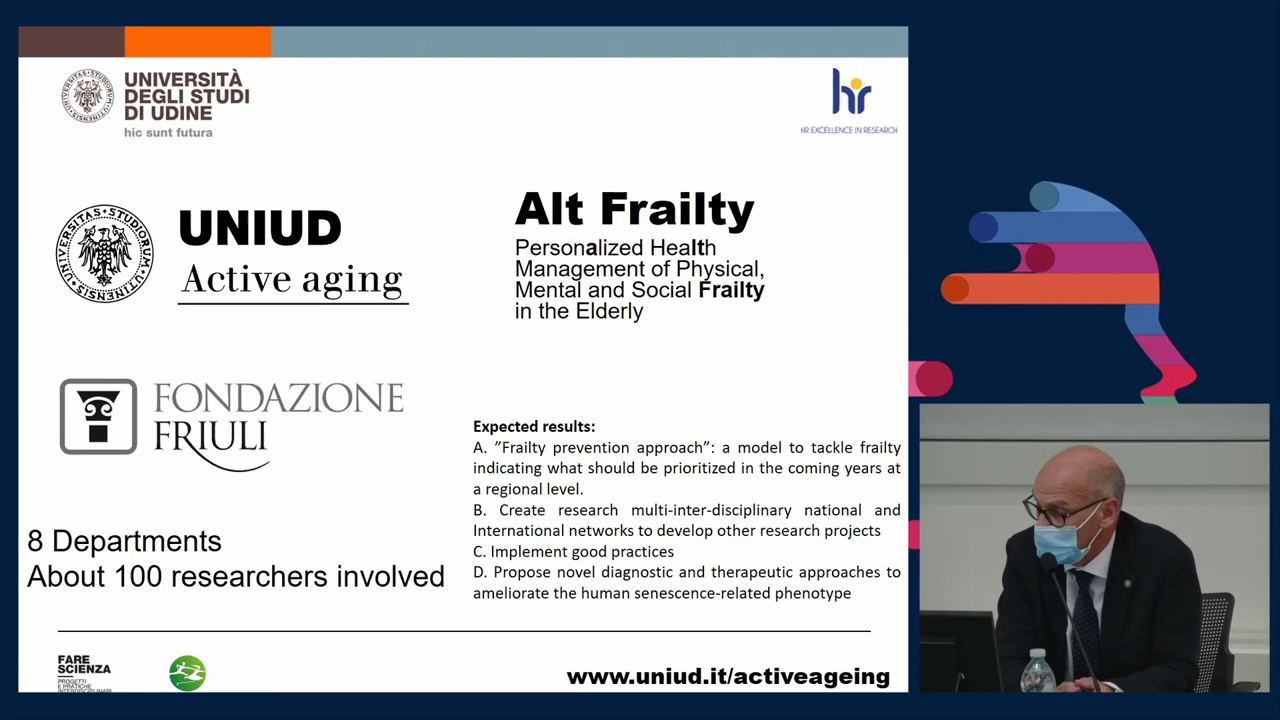 UNIVERSITÀ
DEGLI STUDI
DI UDINE
hic sunt futura
hr
HR EXCELLENCE IN RESEARCH
UNIUD
Active aging
Alt Frailty
Personalized Health
Management of Physical,
Mental and Social Frailty
in the Elderly
FONDAZIONE
FRIULI
8 Departments
About 100 researchers involved
Expected results:
A. ”Frailty prevention approach”: a model to tackle frailty
indicating what should be prioritized in the coming years at
a regional level.
B. Create research multi-inter-disciplinary national and
International networks to develop other research projects
C. Implement good practices
D. Propose novel diagnostic and therapeutic approaches to
ameliorate the human senescence-related phenotype
FARE
SCIENZA
PROGETTI
E PRATICHE
INTERDISCIPLINARI
www.uniud.it/activeageing